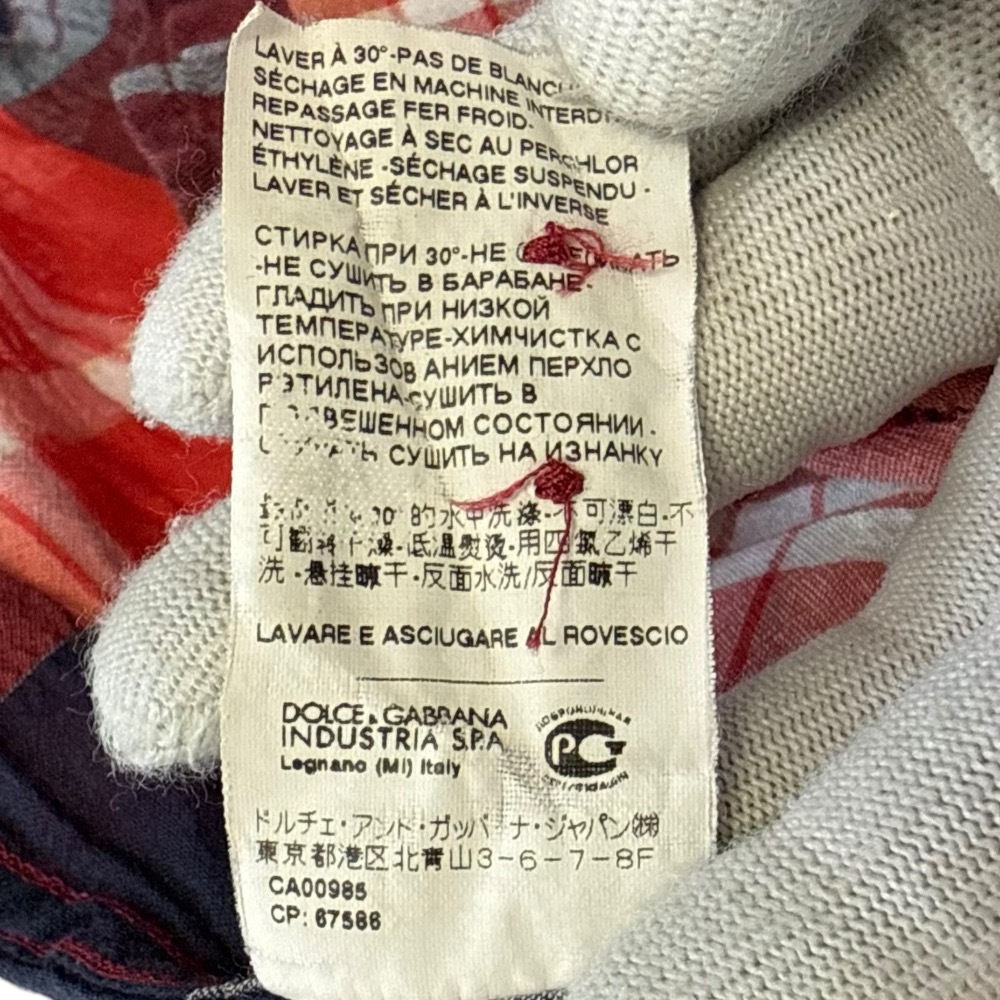 LAVER À 30°-PAS DE
SÉCHAGE EN MACHINE
REPASSAGE FER FROID-
NETTOYAGE À SEC AU PERCHLOR
ÉTHYLÈNE -SÉCHAGE SUSPENDU -
LAVER ET SÉCHER À L'INVERSE
СТИРКА ПРИ 30°-НЕ
-НЕ СУШИТЬ В БАРАБАНЕ-
ГЛАДИТЬ ПРИ НИЗКОЙ
ТЕМПЕРАТУРЕ-ХИМЧИСТКА С
ИСПОЛЬЗОВАНИЕМ ПЕРХЛО
РЭТИЛЕНА-СУШИТЬ В
СОСТОЯНИИ.
СУШИТЬ НА ИЗНАНКУ
30° 的水中洗涤·不可漂白·不
低温熨烫·用四氯乙烯干
洗·悬挂晾干·反面水洗/反面晾干
LAVARE E ASCIUGARE AL ROVESCIO
DOLCE & GABBANA
INDUSTRIA S.P.A
Legnano (MI) Italy
РСТ
ドルチェ・アンド・ガッバーナ・ジャパン㈱
東京都港区北青山3-6-7-8F
CA00985
CP: 67586